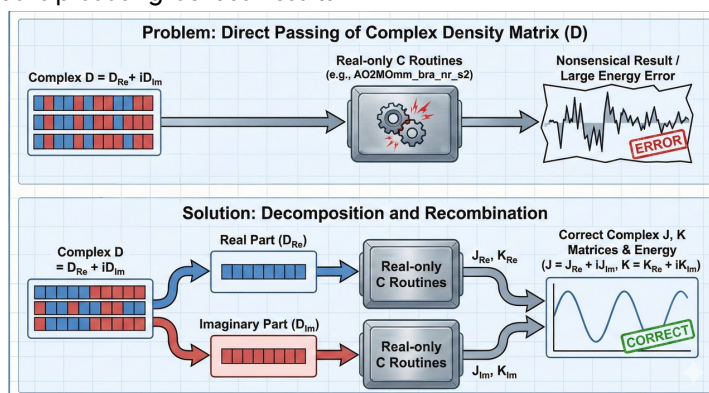 Problem: Direct Passing of Complex Density Matrix (D)
Complex D = D_Re + iD_Im
Real-only C Routines
(e.g., AO2MOmm_bra_nr_s2)
Nonsensical Result /
Large Energy Error
ERROR
Solution: Decomposition and Recombination
Complex D
= D_Re + iD_Im
Real Part (D_Re)
Real-only
C Routines
J_Re, K_Re
Imaginary Part (D_Im)
Real-only
C Routines
J_Im, K_Im
Correct Complex J, K
Matrices & Energy
(J = J_Re + iJ_Im, K = K_Re + iK_Im)
CORRECT